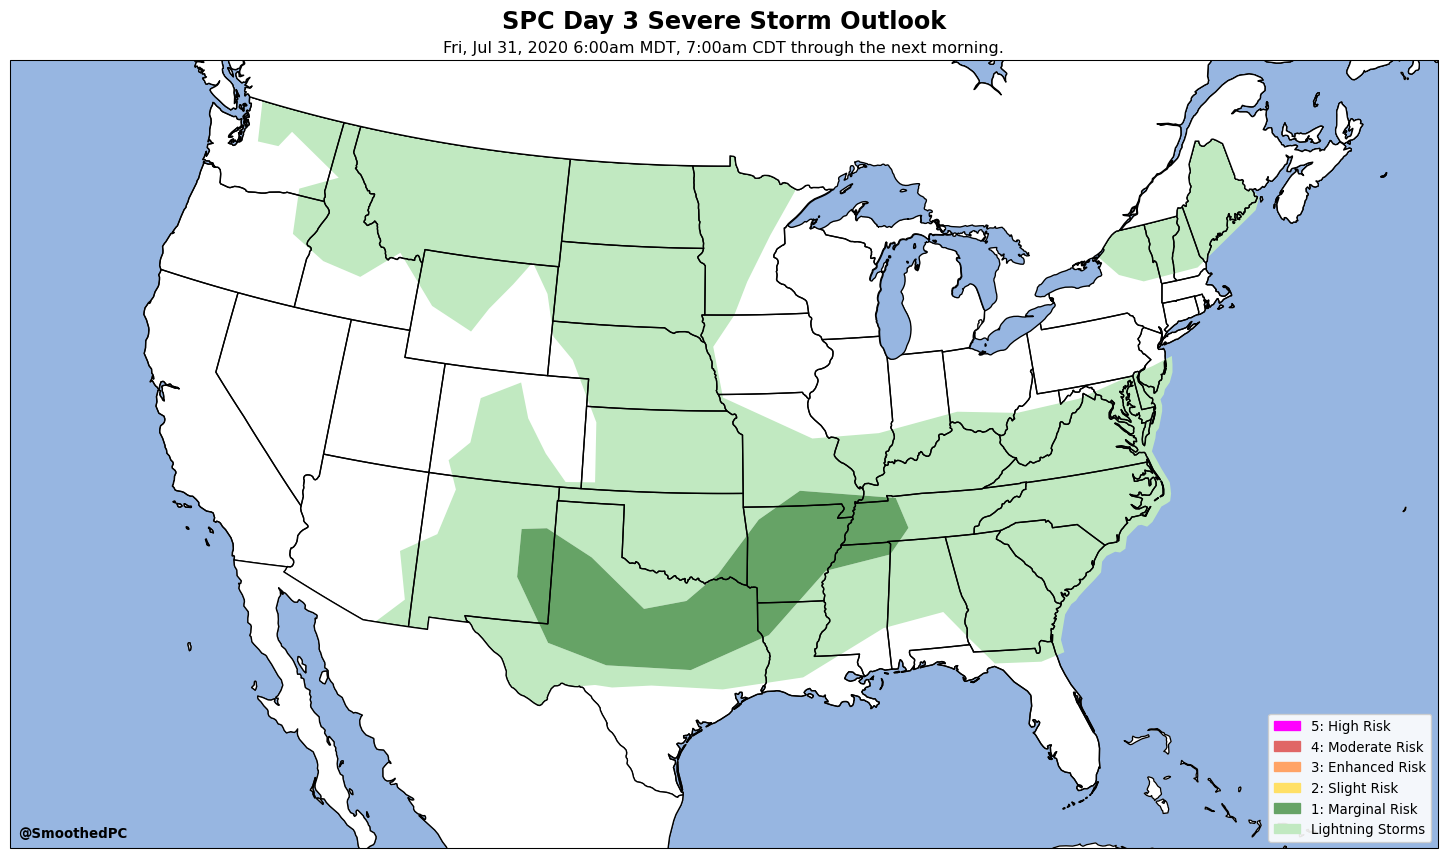 SPC Day 3 Severe Storm Outlook
Fri, Jul 31, 2020 6:00am MDT, 7:00am CDT through the next morning.
5: High Risk
4: Moderate Risk
3: Enhanced Risk
2: Slight Risk
1: Marginal Risk
Lightning Storms
@SmoothedPC